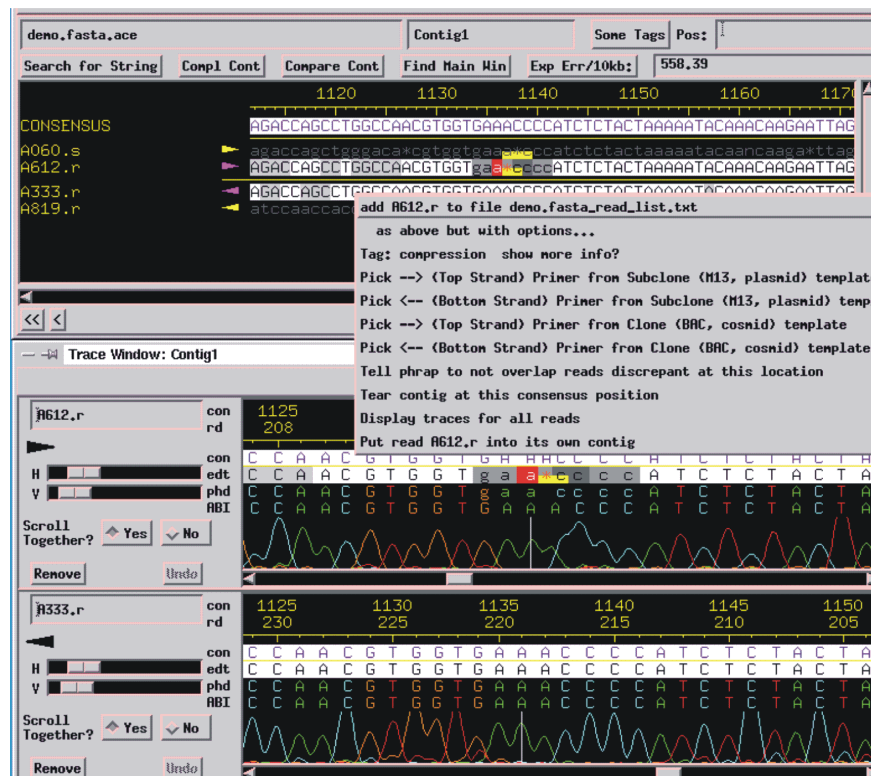 demo.fasta.ace Contig1 Some Tags Pos:
Search for String Compl Cont Compare Cont Find Main Win Exp Err/10kb: 558.39
1120 1130 1140 1150 1160 1170
CONSENSUS AGACCAGCCTGGCCAACGTGGTGAAACCCCATCTCTACTAAAAATACAAACAAGAATTAG
A060.s agaccagcctgggaca*cgtggtgaaa*cccatctctactaaaaatacaaacaaga*ttag
A612.r AGACCAGCCTGGCCAACGTGGTgaa*ccccATCTCTACTAAAAATACAAACAAGAATTAG
A333.r
A819.r atccaaccacc
add A612.r to file demo.fasta_read_list.txt
as above but with options...
Tag: compression show more info?
Pick --> (Top Strand) Primer from Subclone (M13, plasmid) templat
Pick <-- (Bottom Strand) Primer from Subclone (M13, plasmid) temp
Pick --> (Top Strand) Primer from Clone (BAC, cosmid) template
Pick <-- (Bottom Strand) Primer from Clone (BAC, cosmid) template
Tell phrap to not overlap reads discrepant at this location
Tear contig at this consensus position
Display traces for all reads
Put read A612.r into its own contig
<< <
Trace Window: Contig1
A612.r con 1125
rd 208
con C C A A C G T G G T G A A A C C C C A T C T C T A C T A
H edt C C A A C G T G G T g a a * c c c c A T C T C T A C T A
V phd C C A A C G T G G T g a a c c c c A T C T C T A C T A
ABI C C A A C G T G G T G A A A C C C C A T C T C T A C T A
Scroll Together? Yes No
Remove Undo
A333.r con 1125 1130 1135 1140 1145 1150
rd 230 225 220 215 210 205
con C C A A C G T G G T G A A A C C C C A T C T C T A C T A
H edt C C A A C G T G G T G A A A C C C C A T C T C T A C T A
V phd C C A A C G T G G T G A A A C C C C A T C T C T A C T A
ABI C C A A C G T G G T G A A A C C C C A T C T C T A C T A
Scroll Together? Yes No
Remove Undo